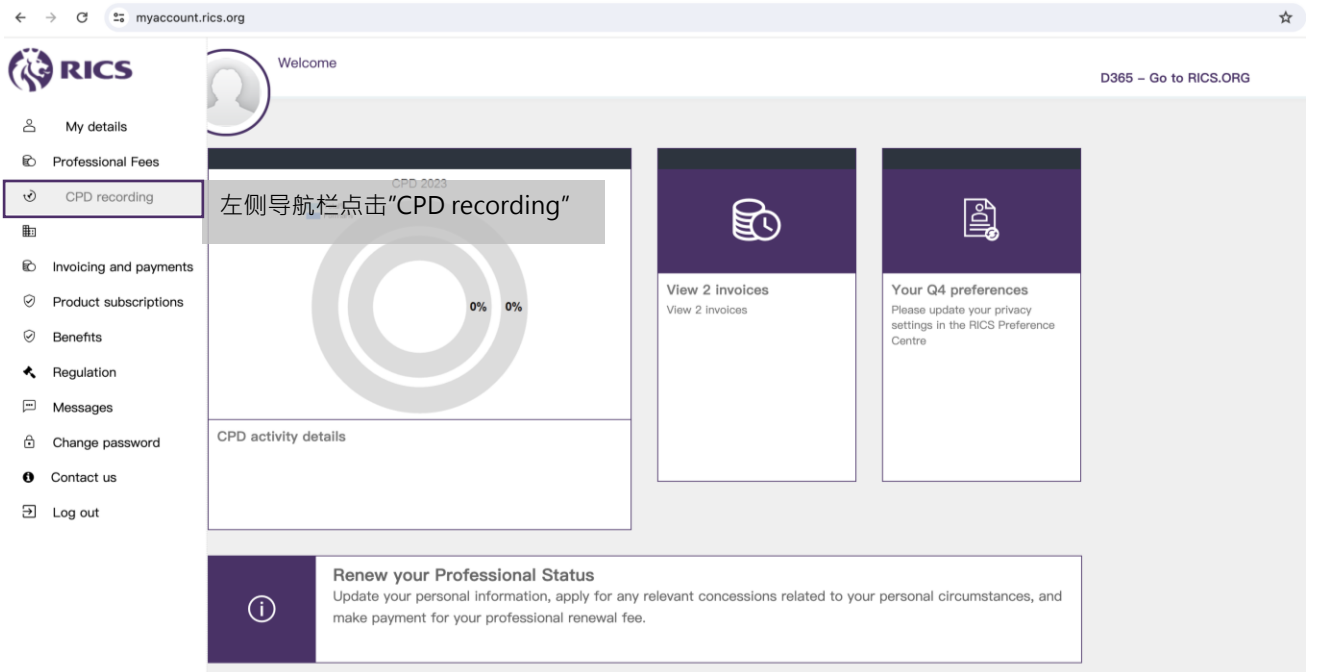 myaccount.rics.org
RICS
Welcome
D365 – Go to RICS.ORG
My details
Professional Fees
CPD recording
Invoicing and payments
Product subscriptions
Benefits
Regulation
Messages
Change password
Contact us
Log out
CPD 2023
左侧导航栏点击"CPD recording"
0% 0%
CPD activity details
View 2 invoices
View 2 invoices
Your Q4 preferences
Please update your privacy
settings in the RICS Preference
Centre
Renew your Professional Status
Update your personal information, apply for any relevant concessions related to your personal circumstances, and
make payment for your professional renewal fee.